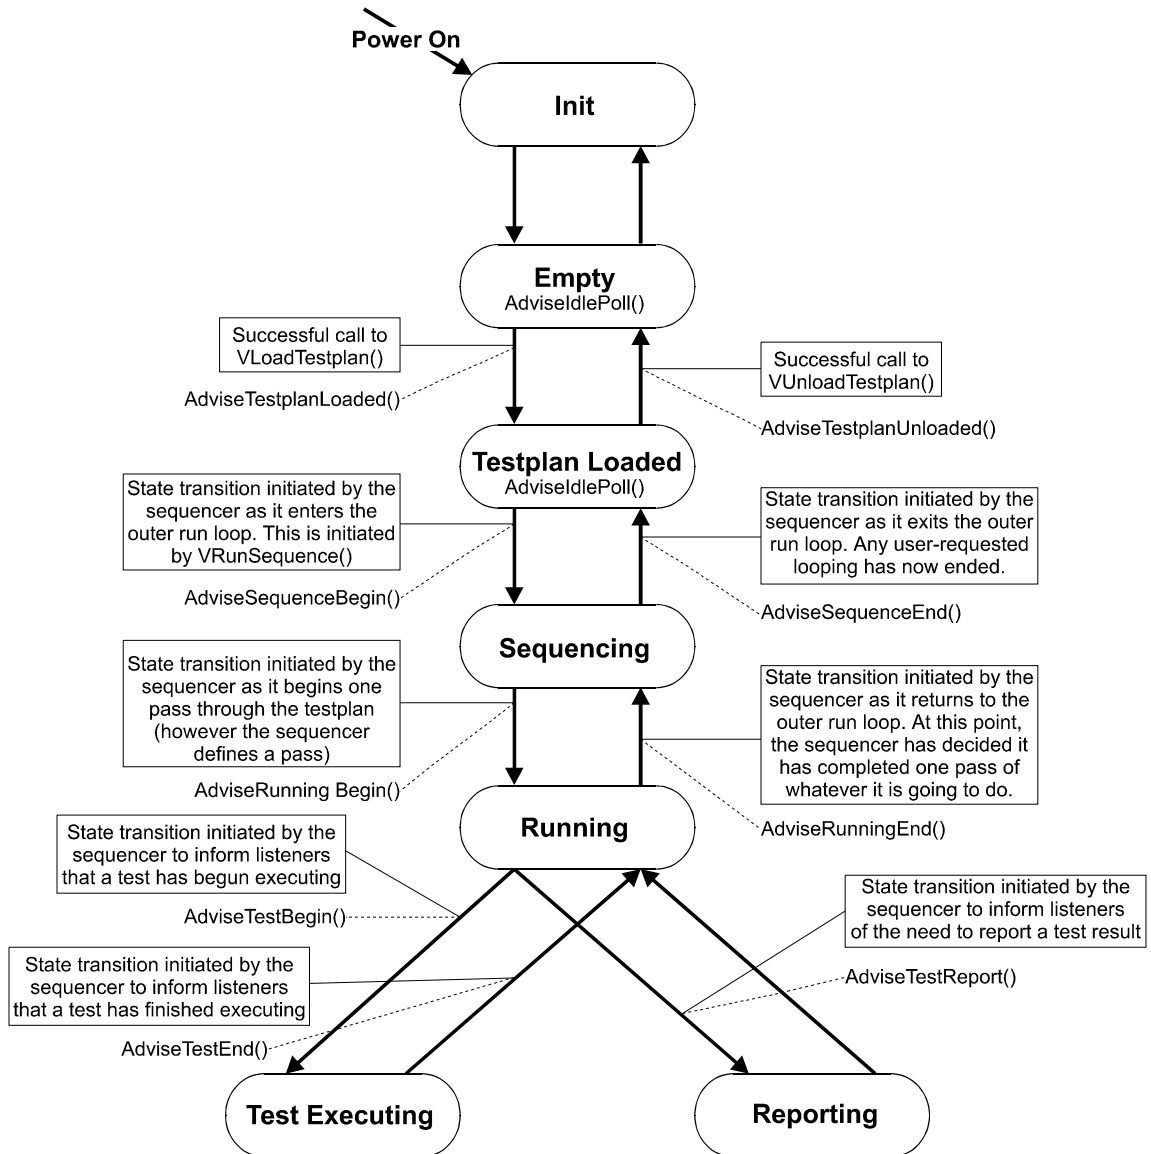 Power On
Init
Empty
AdviseIdlePoll()
Successful call to
VLoadTestplan()
AdviseTestplanLoaded()
Successful call to
VUnloadTestplan()
AdviseTestplanUnloaded()
Testplan Loaded
AdviseIdlePoll()
State transition initiated by the
sequencer as it enters the
outer run loop. This is initiated
by VRunSequence()
AdviseSequenceBegin()
State transition initiated by the
sequencer as it exits the outer
run loop. Any user-requested
looping has now ended.
AdviseSequenceEnd()
Sequencing
State transition initiated by the
sequencer as it begins one
pass through the testplan
(however the sequencer
defines a pass)
AdviseRunning Begin()
State transition initiated by the
sequencer as it returns to the
outer run loop. At this point,
the sequencer has decided it
has completed one pass of
whatever it is going to do.
AdviseRunningEnd()
Running
State transition initiated by the
sequencer to inform listeners
that a test has begun executing
AdviseTestBegin()
State transition initiated by the
sequencer to inform listeners
of the need to report a test result
AdviseTestReport()
State transition initiated by the
sequencer to inform listeners
that a test has finished executing
AdviseTestEnd()
Test Executing
Reporting